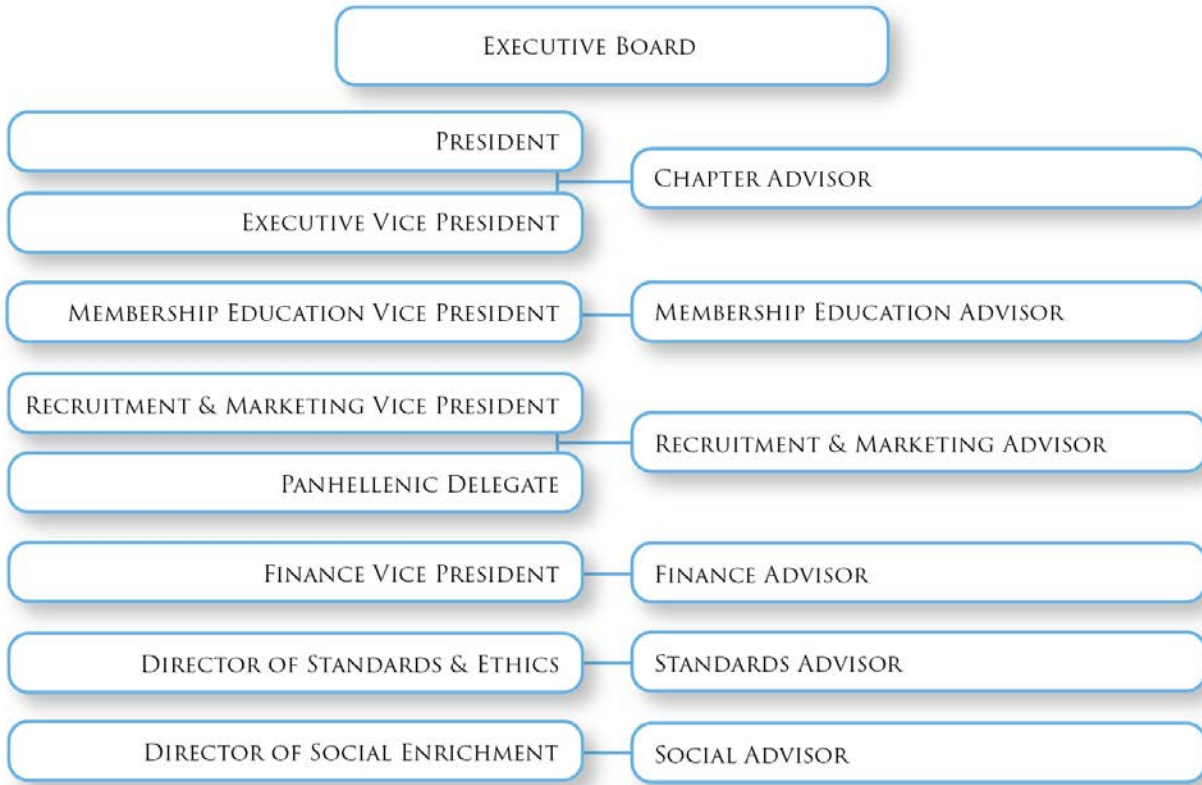 Executive Board
President
Chapter Advisor
Executive Vice President
Membership Education Vice President
Membership Education Advisor
Recruitment & Marketing Vice President
Recruitment & Marketing Advisor
Panhellenic Delegate
Finance Vice President
Finance Advisor
Director of Standards & Ethics
Standards Advisor
Director of Social Enrichment
Social Advisor